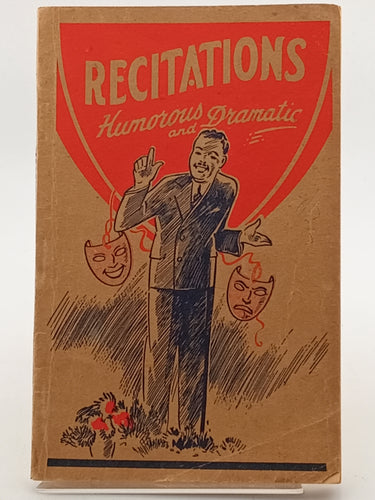 RECITATIONS
Humorous
and Dramatic